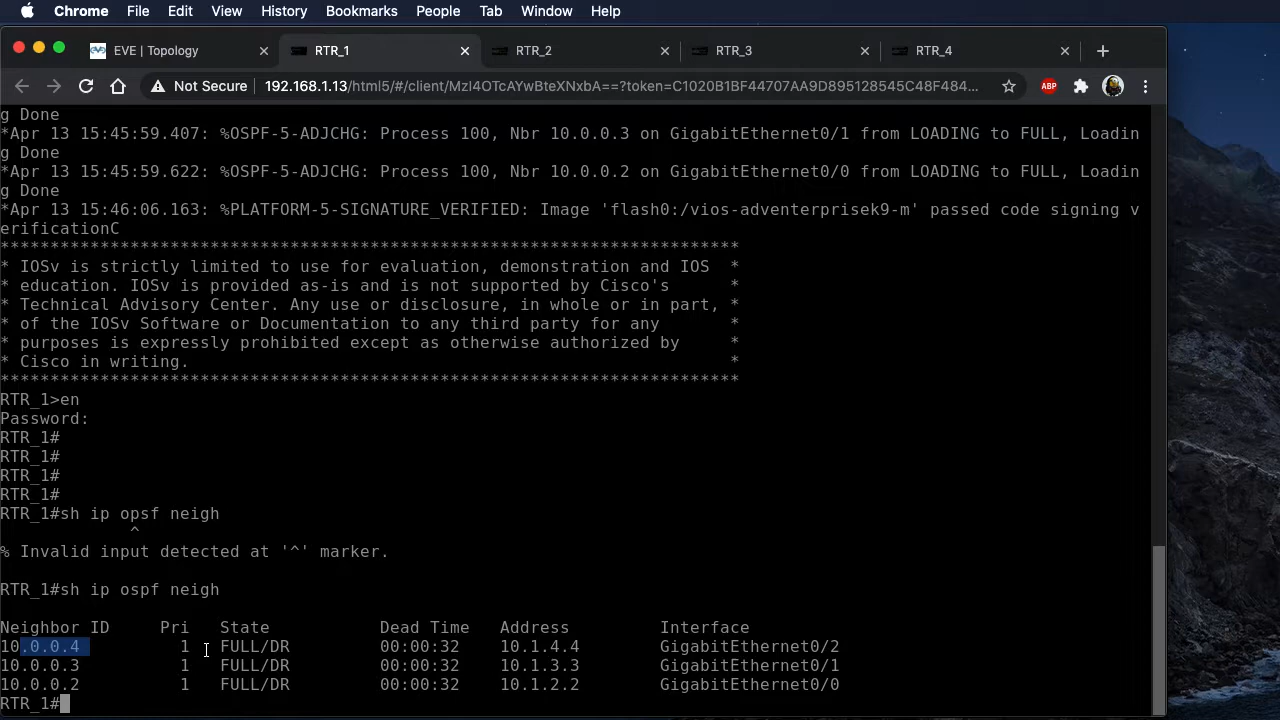 Chrome File Edit View History Bookmarks People Tab Window Help
EVE | Topology RTR_1 RTR_2 RTR_3 RTR_4
Not Secure 192.168.1.13/html5/#/client/MzI4OTcAYwBteXNxbA==?token=C1020B1BF44707AA9D895128545C48F484... ABP
g Done
*Apr 13 15:45:59.407: %OSPF-5-ADJCHG: Process 100, Nbr 10.0.0.3 on GigabitEthernet0/1 from LOADING to FULL, Loadin
g Done
*Apr 13 15:45:59.622: %OSPF-5-ADJCHG: Process 100, Nbr 10.0.0.2 on GigabitEthernet0/0 from LOADING to FULL, Loadin
g Done
*Apr 13 15:46:06.163: %PLATFORM-5-SIGNATURE_VERIFIED: Image 'flash0:/vios-adventerprisek9-m' passed code signing v
erificationC
**************************************************************************
* IOSv is strictly limited to use for evaluation, demonstration and IOS  *
* education. IOSv is provided as-is and is not supported by Cisco's      *
* Technical Advisory Center. Any use or disclosure, in whole or in part, *
* of the IOSv Software or Documentation to any third party for any       *
* purposes is expressly prohibited except as otherwise authorized by     *
* Cisco in writing.                                                      *
**************************************************************************
RTR_1>en
Password:
RTR_1#
RTR_1#
RTR_1#
RTR_1#
RTR_1#sh ip opsf neigh
^
% Invalid input detected at '^' marker.
RTR_1#sh ip ospf neigh
Neighbor ID     Pri   State           Dead Time   Address         Interface
10.0.0.4          1   FULL/DR         00:00:32    10.1.4.4        GigabitEthernet0/2
10.0.0.3          1   FULL/DR         00:00:32    10.1.3.3        GigabitEthernet0/1
10.0.0.2          1   FULL/DR         00:00:32    10.1.2.2        GigabitEthernet0/0
RTR_1#